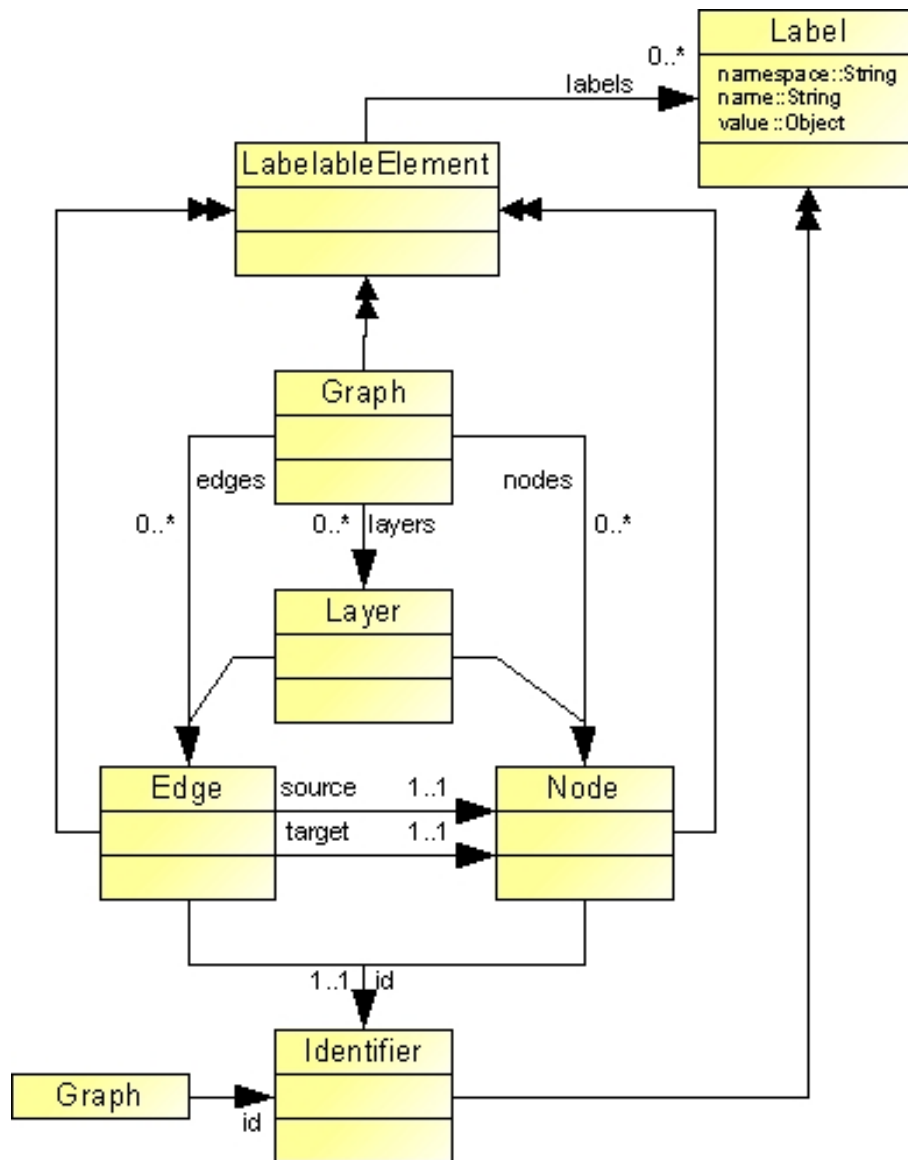 Label
0..*
namespace::String
labels
name::String
value::Object
LabelableElement
Graph
edges
nodes
0..*
0..*
layers
0..*
Layer
Edge
source
1..1
Node
target
1..1
1..1
id
Identifier
Graph
id